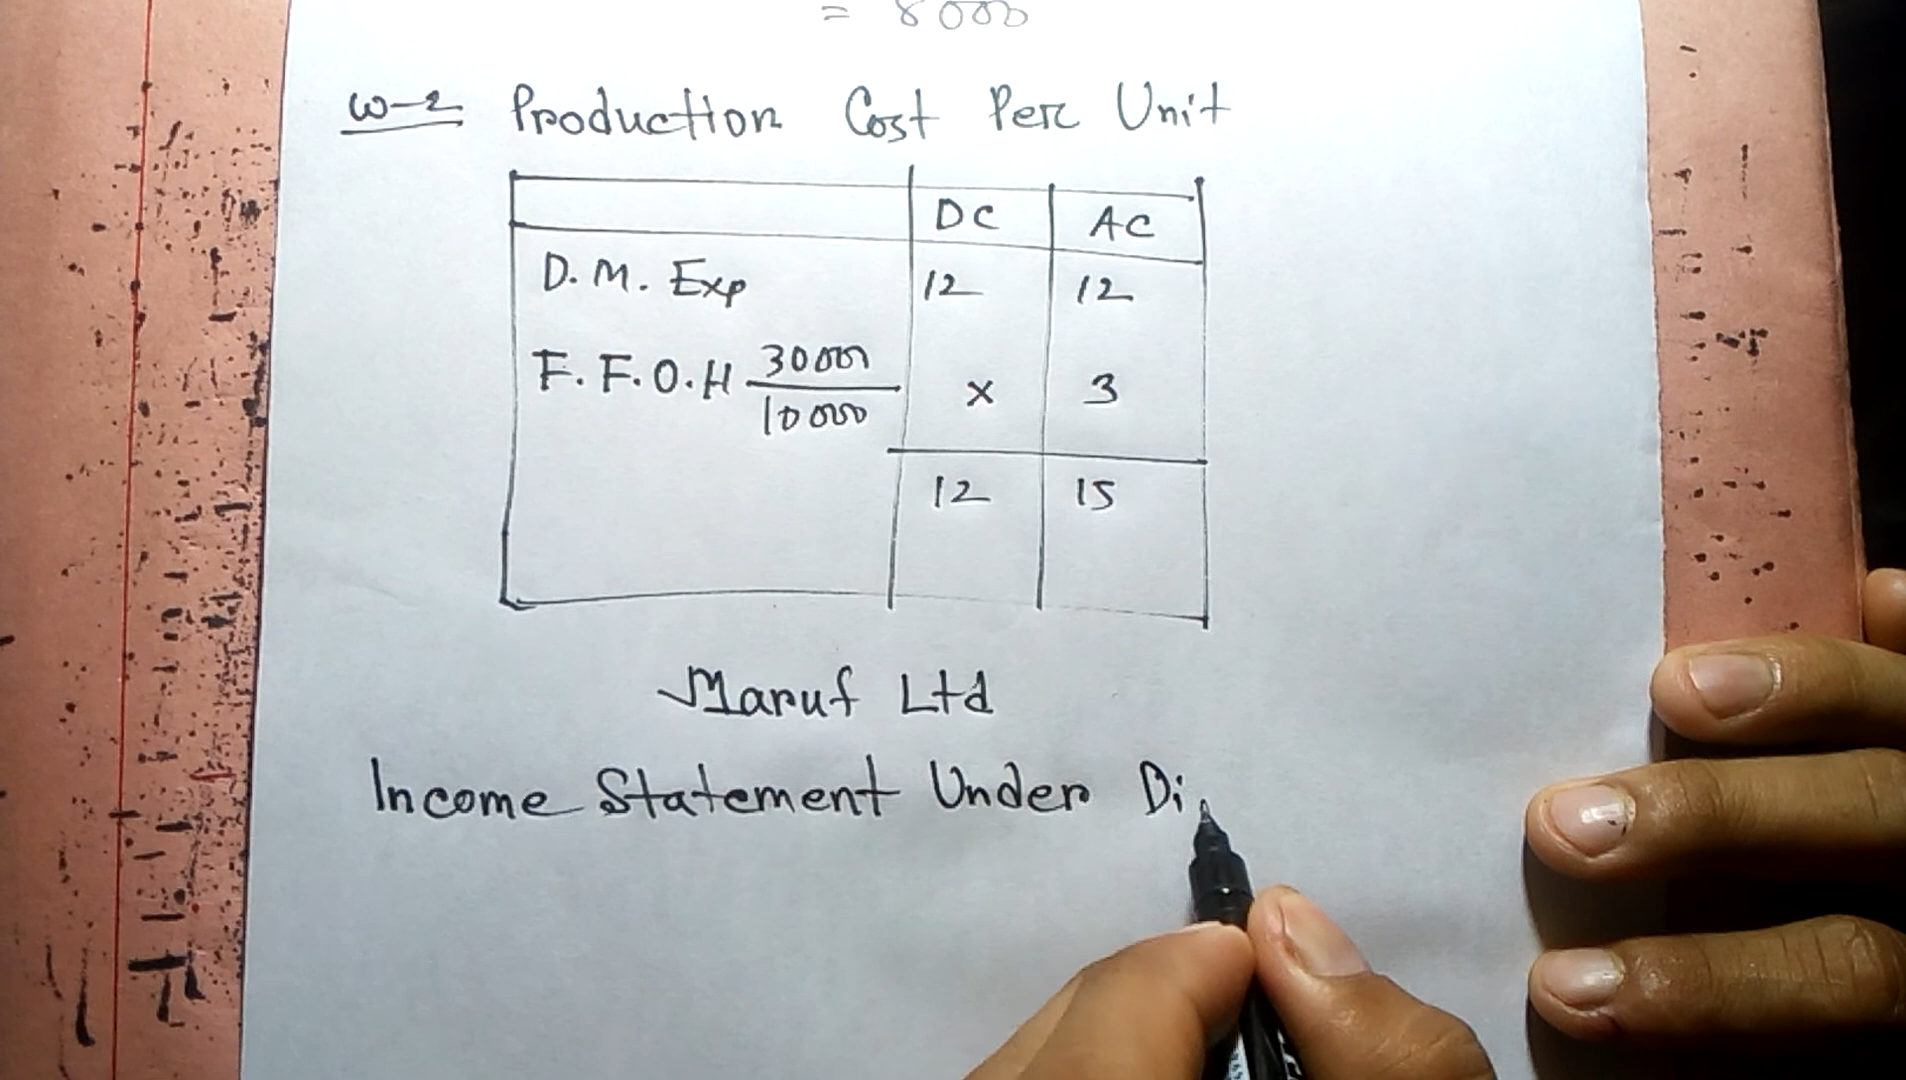 = 8000
W-2 Production Cost Per Unit
DC AC
D. M. Exp 12 12
F. F. O. H 30000/10000 x 3
12 15
Maruf Ltd
Income Statement Under Di